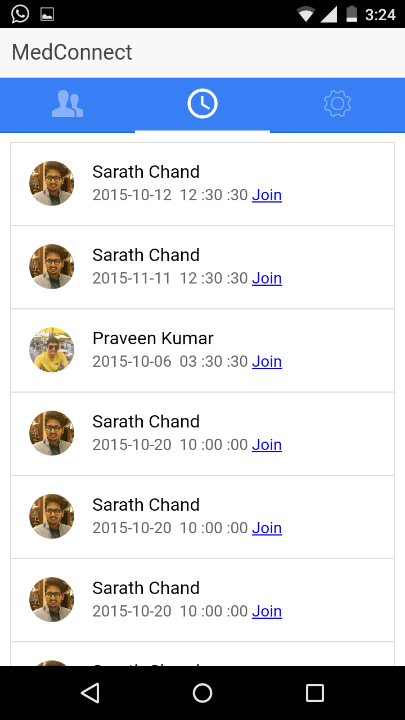 3:24
MedConnect
Sarath Chand
2015-10-12 12 :30 :30 Join
Sarath Chand
2015-11-11 12 :30 :30 Join
Praveen Kumar
2015-10-06 03 :30 :30 Join
Sarath Chand
2015-10-20 10 :00 :00 Join
Sarath Chand
2015-10-20 10 :00 :00 Join
Sarath Chand
2015-10-20 10 :00 :00 Join